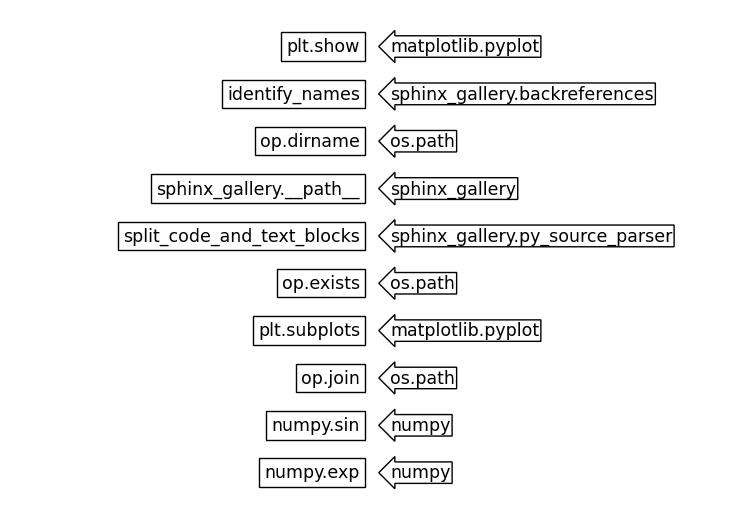 plt.show matplotlib.pyplot
identify_names sphinx_gallery.backreferences
op.dirname os.path
sphinx_gallery.__path__ sphinx_gallery
split_code_and_text_blocks sphinx_gallery.py_source_parser
op.exists os.path
plt.subplots matplotlib.pyplot
op.join os.path
numpy.sin numpy
numpy.exp numpy